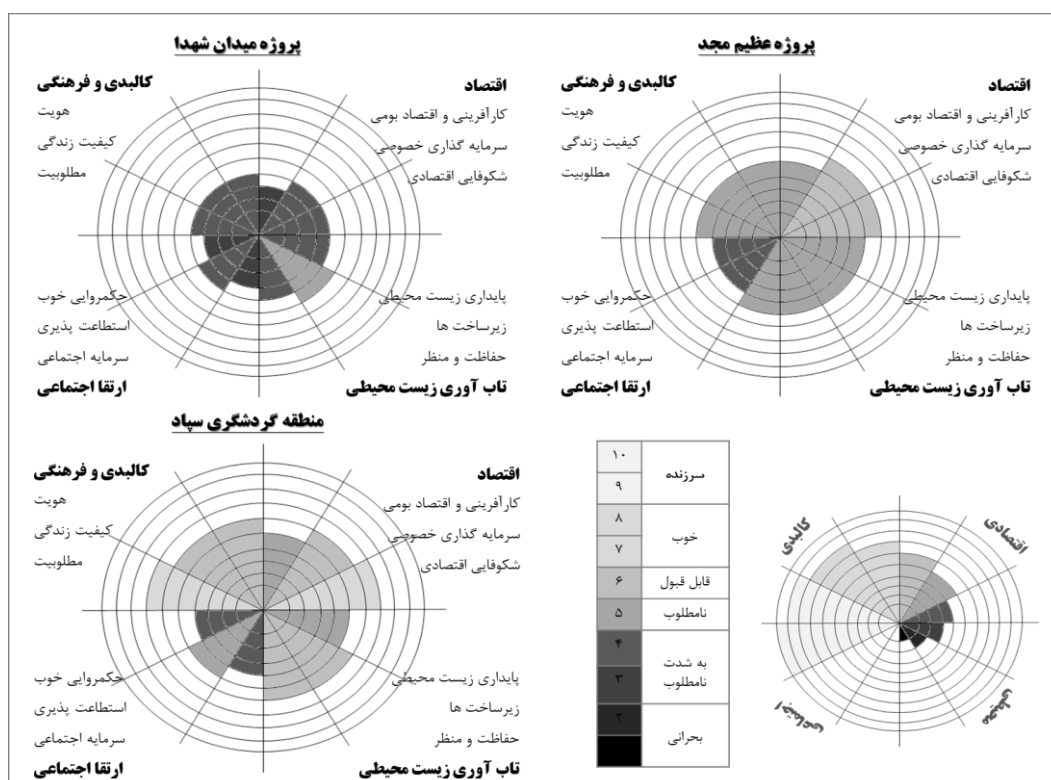 پروژه عظیم مجد
اقتصاد
کارآفرینی و اقتصاد بومی
سرمایه گذاری خصوصی
شکوفایی اقتصادی
کالبدی و فرهنگی
هویت
کیفیت زندگی
مطلوبیت
پایداری زیست محیطی
زیرساخت ها
حفاظت و منظر
تاب آوری زیست محیطی
حکمروایی خوب
استطاعت پذیری
سرمایه اجتماعی
ارتقا اجتماعی
پروژه میدان شهدا
اقتصاد
کارآفرینی و اقتصاد بومی
سرمایه گذاری خصوصی
شکوفایی اقتصادی
کالبدی و فرهنگی
هویت
کیفیت زندگی
مطلوبیت
پایداری زیست محیطی
زیرساخت ها
حفاظت و منظر
تاب آوری زیست محیطی
حکمروایی خوب
استطاعت پذیری
سرمایه اجتماعی
ارتقا اجتماعی
اقتصادی
کالبدی
محیطی
اجتماعی
سرزنده
۱۰
۹
خوب
۸
۷
قابل قبول
۶
نامطلوب
۵
به شدت
نامطلوب
۴
۳
بحرانی
۲
منطقه گردشگری سپاد
اقتصاد
کارآفرینی و اقتصاد بومی
سرمایه گذاری خصوصی
شکوفایی اقتصادی
کالبدی و فرهنگی
هویت
کیفیت زندگی
مطلوبیت
پایداری زیست محیطی
زیرساخت ها
حفاظت و منظر
تاب آوری زیست محیطی
حکمروایی خوب
استطاعت پذیری
سرمایه اجتماعی
ارتقا اجتماعی